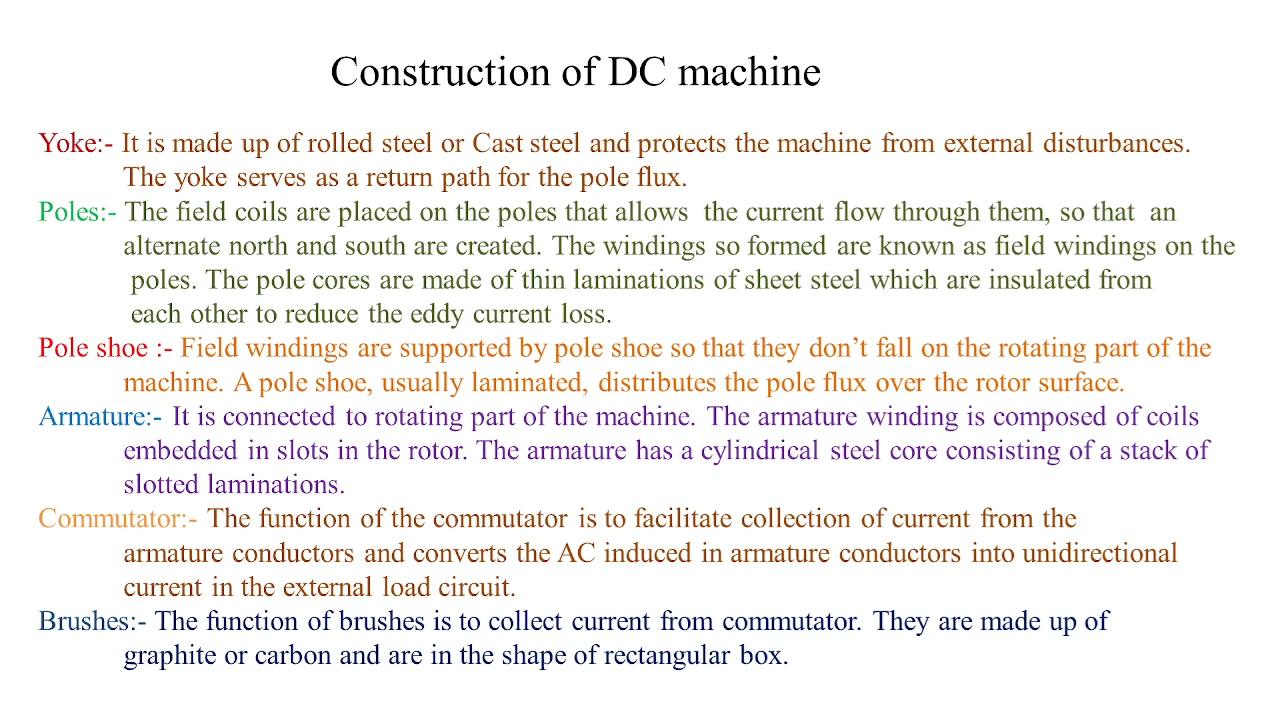 Construction of DC machine
Yoke:- It is made up of rolled steel or Cast steel and protects the machine from external disturbances.
The yoke serves as a return path for the pole flux.
Poles:- The field coils are placed on the poles that allows the current flow through them, so that an
alternate north and south are created. The windings so formed are known as field windings on the
poles. The pole cores are made of thin laminations of sheet steel which are insulated from
each other to reduce the eddy current loss.
Pole shoe :- Field windings are supported by pole shoe so that they don’t fall on the rotating part of the
machine. A pole shoe, usually laminated, distributes the pole flux over the rotor surface.
Armature:- It is connected to rotating part of the machine. The armature winding is composed of coils
embedded in slots in the rotor. The armature has a cylindrical steel core consisting of a stack of
slotted laminations.
Commutator:- The function of the commutator is to facilitate collection of current from the
armature conductors and converts the AC induced in armature conductors into unidirectional
current in the external load circuit.
Brushes:- The function of brushes is to collect current from commutator. They are made up of
graphite or carbon and are in the shape of rectangular box.